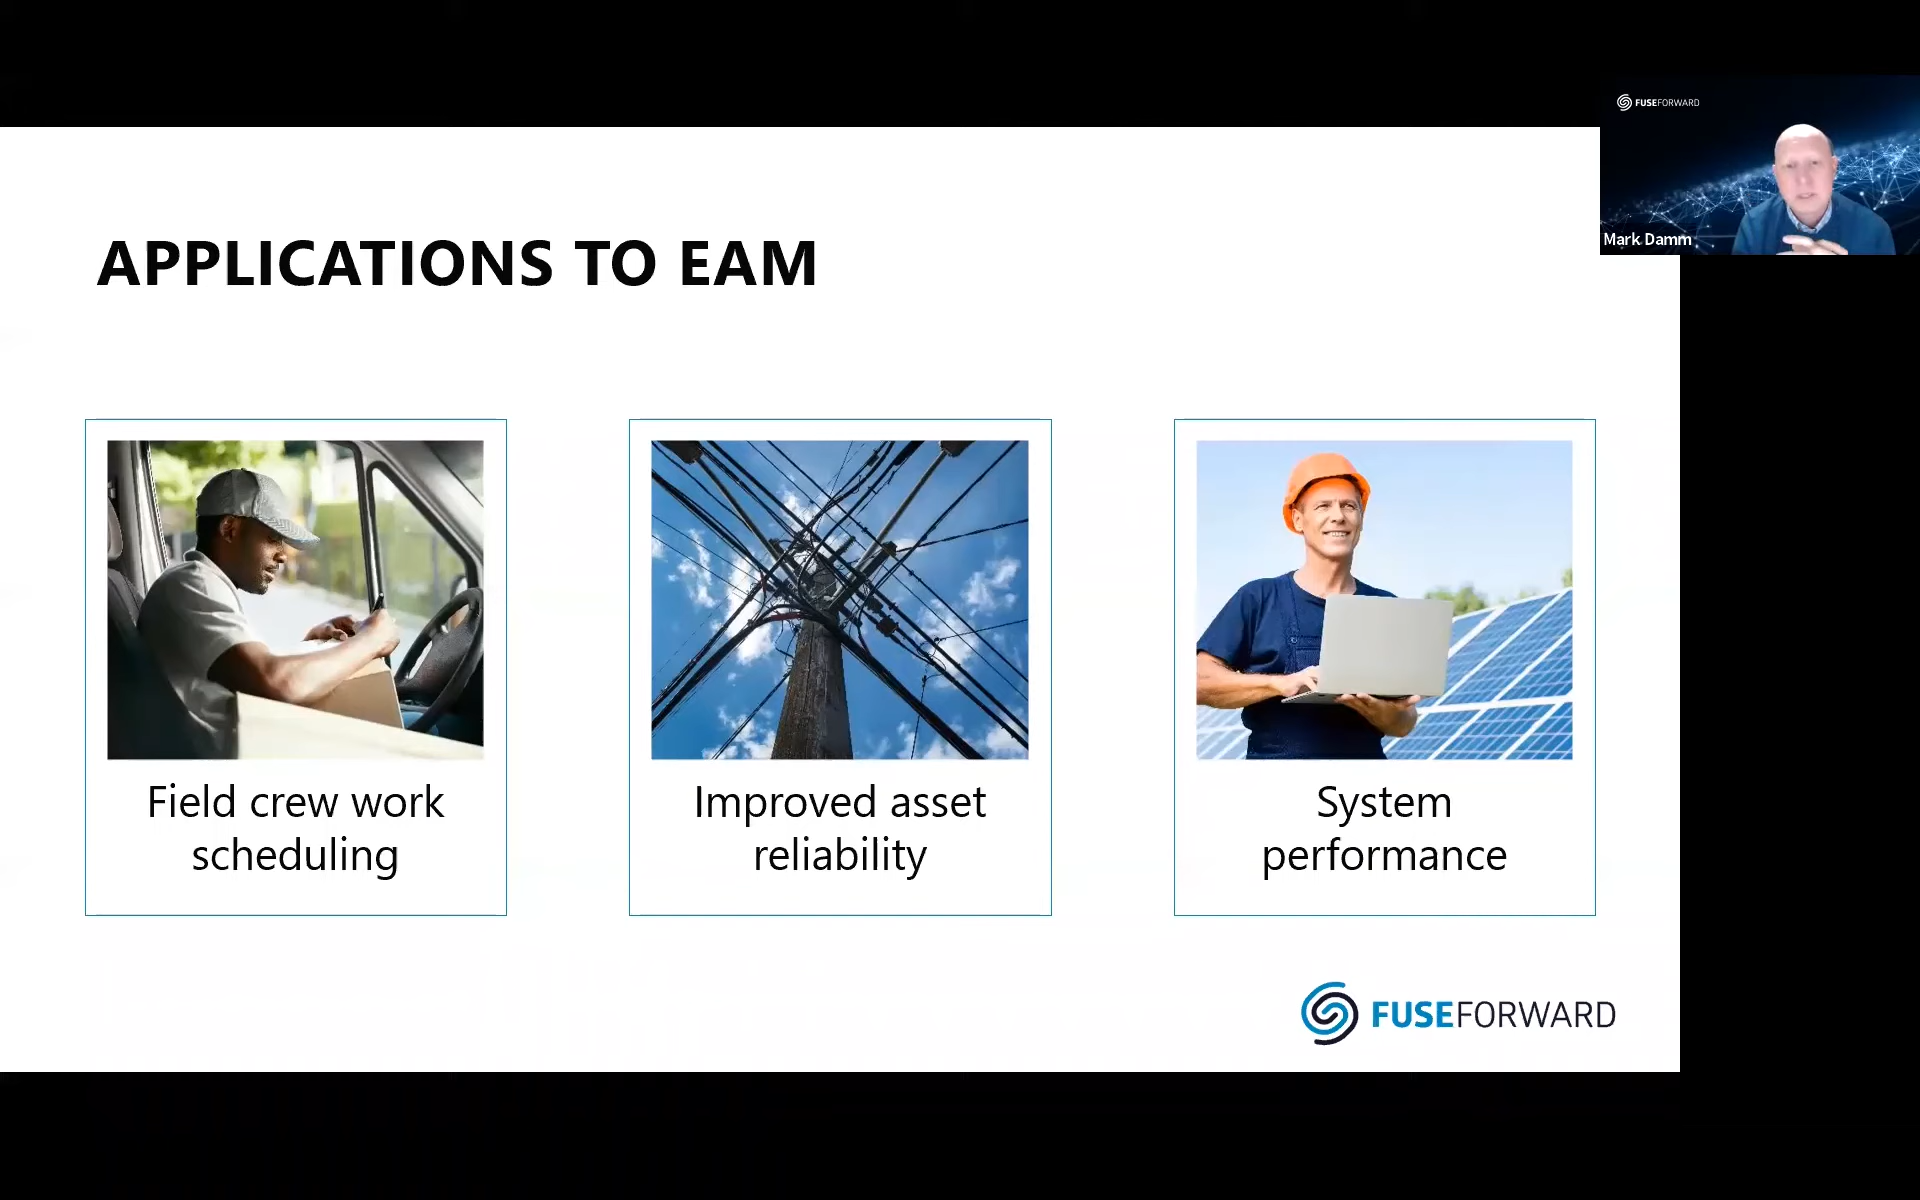 FUSEFORWARD
Mark Damm
APPLICATIONS TO EAM
Field crew work
scheduling
Improved asset
reliability
System
performance
FUSEFORWARD